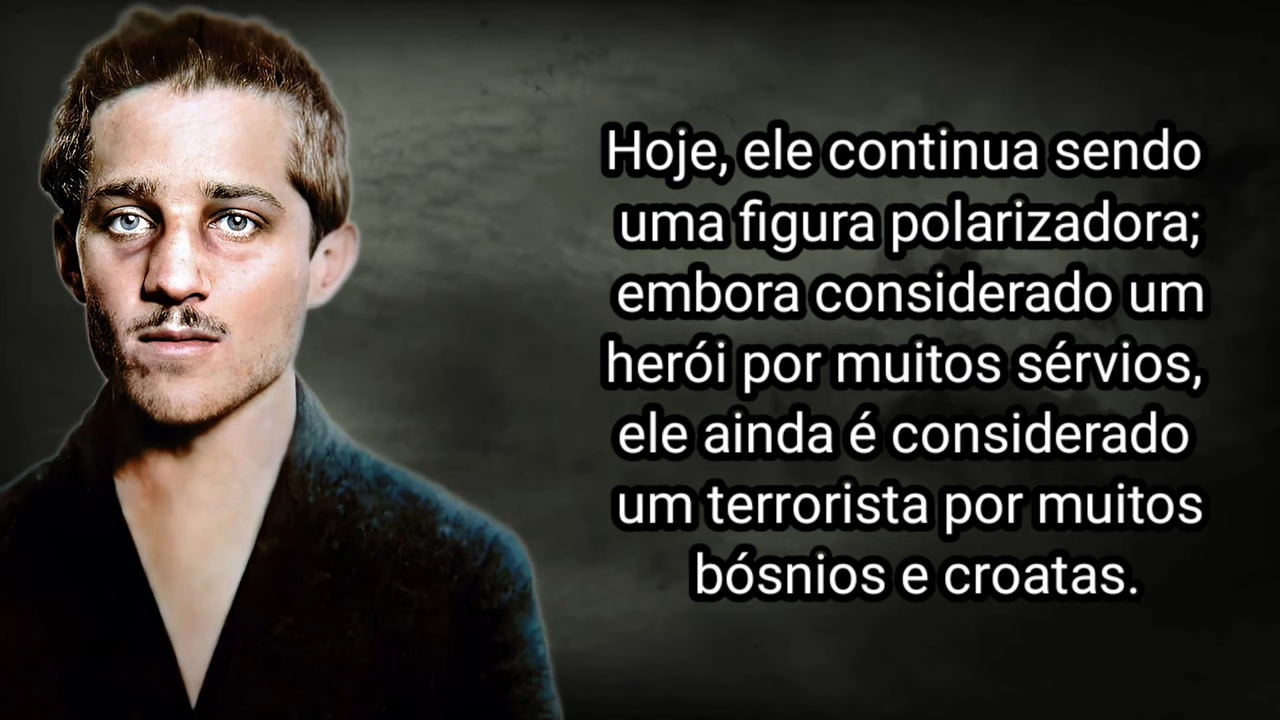 Hoje, ele continua sendo
uma figura polarizadora;
embora considerado um
herói por muitos sérvios,
ele ainda é considerado
um terrorista por muitos
bósnios e croatas.